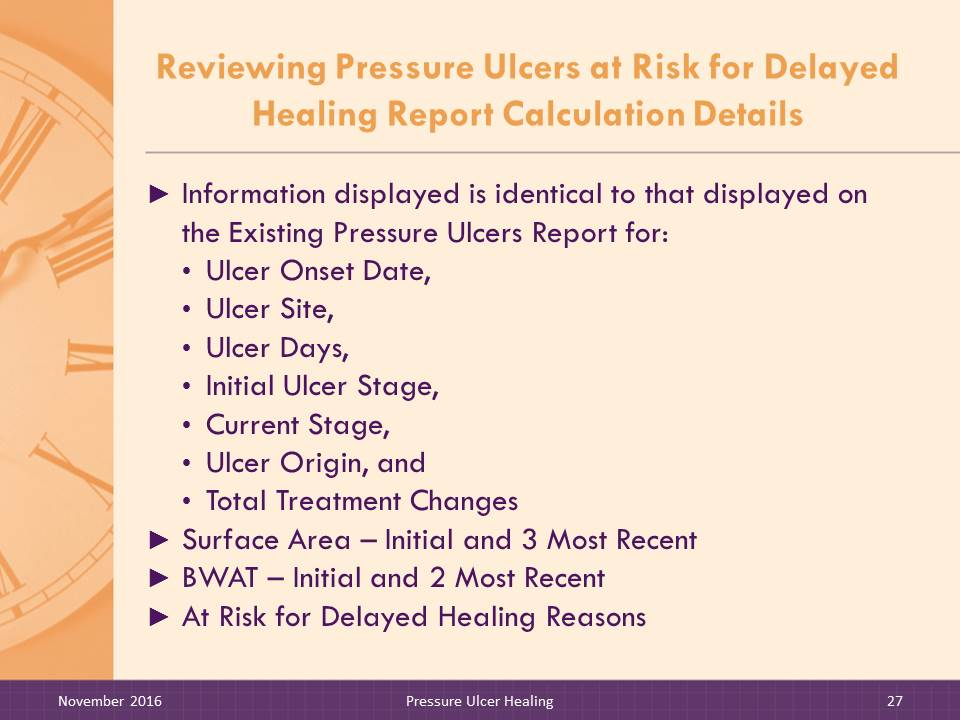 Reviewing Pressure Ulcers at Risk for Delayed
Healing Report Calculation Details
► Information displayed is identical to that displayed on
the Existing Pressure Ulcers Report for:
• Ulcer Onset Date,
• Ulcer Site,
• Ulcer Days,
• Initial Ulcer Stage,
• Current Stage,
• Ulcer Origin, and
• Total Treatment Changes
► Surface Area – Initial and 3 Most Recent
► BWAT – Initial and 2 Most Recent
► At Risk for Delayed Healing Reasons
November 2016
Pressure Ulcer Healing
27